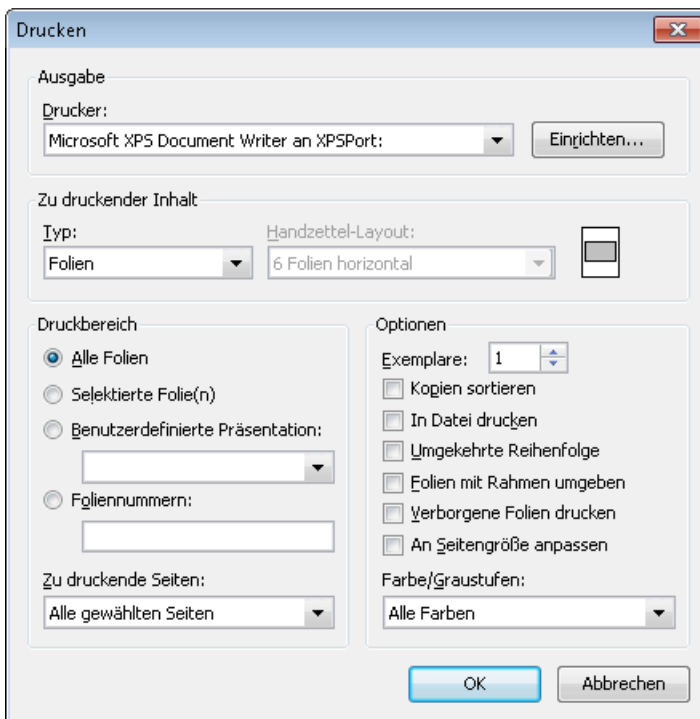 Drucken
Ausgabe
Drucker:
Microsoft XPS Document Writer an XPSPort:
Einrichten...
Zu druckender Inhalt
Typ:
Handzettel-Layout:
Folien
6 Folien horizontal
Druckbereich
Alle Folien
Selektierte Folie(n)
Benutzerdefinierte Präsentation:
Foliennummern:
Zu druckende Seiten:
Alle gewählten Seiten
Optionen
Exemplare:
1
Kopien sortieren
In Datei drucken
Umgekehrte Reihenfolge
Folien mit Rahmen umgeben
Verborgene Folien drucken
An Seitengröße anpassen
Farbe/Graustufen:
Alle Farben
OK
Abbrechen